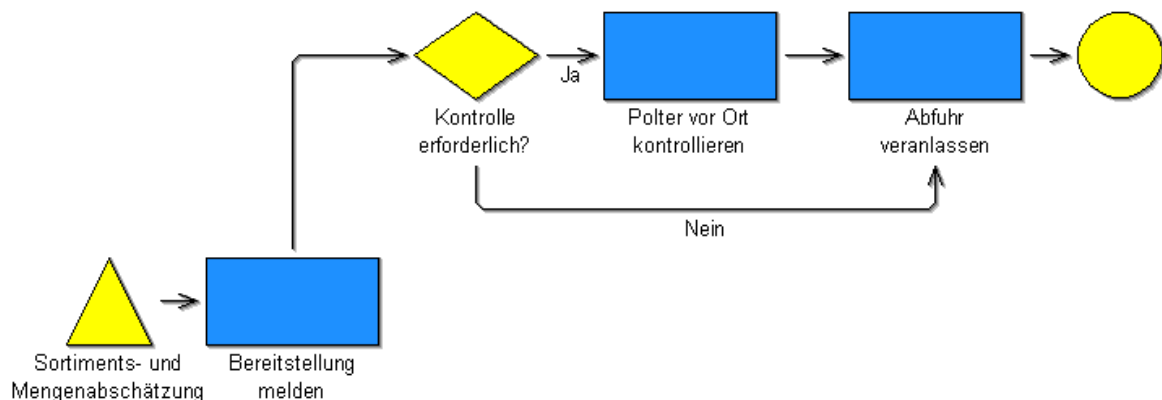 Ja
Kontrolle
erforderlich?
Polter vor Ort
kontrollieren
Abfuhr
veranlassen
Nein
Sortiments- und
Mengenabschätzung
Bereitstellung
melden